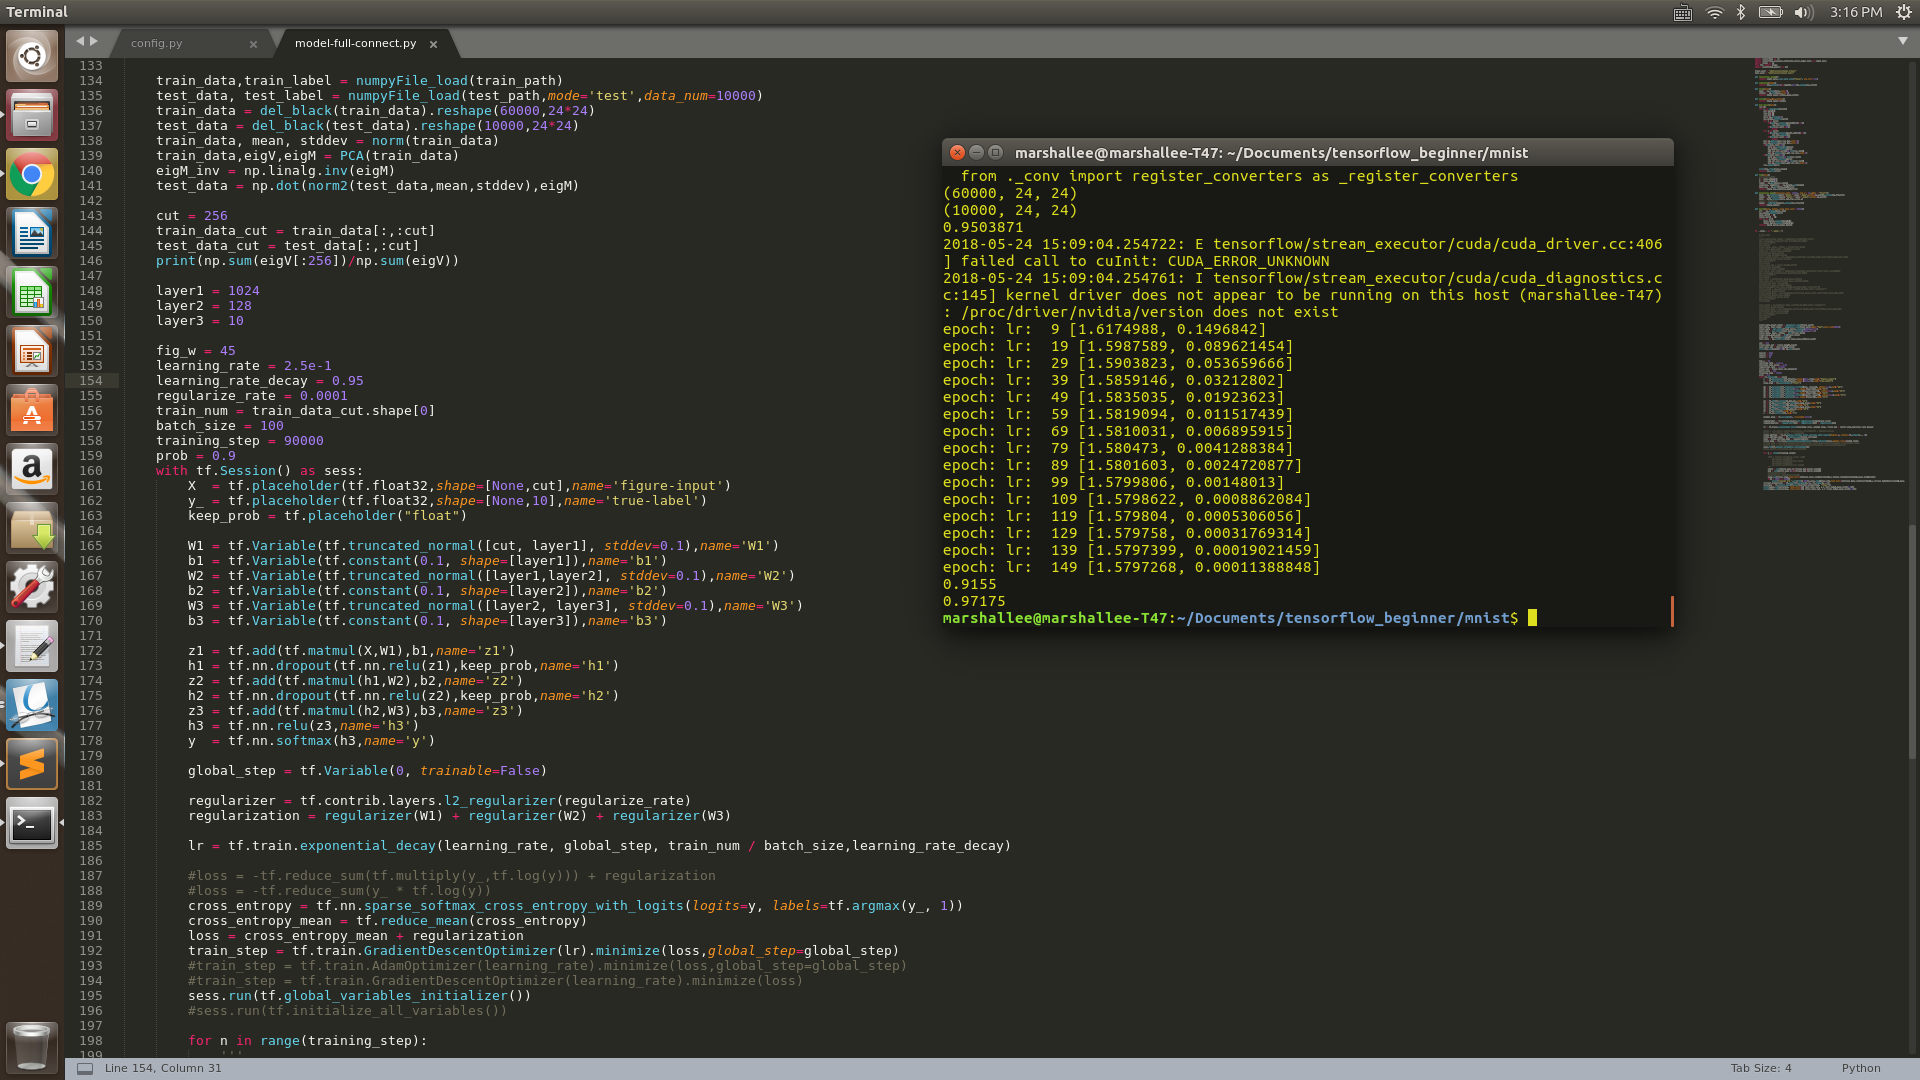 Terminal
3:16 PM
config.py
model-full-connect.py
133
134 train_data,train_label = numpyFile_load(train_path)
135 test_data, test_label = numpyFile_load(test_path,mode='test',data_num=10000)
136 train_data = del_black(train_data).reshape(60000,24*24)
137 test_data = del_black(test_data).reshape(10000,24*24)
138 train_data, mean, stddev = norm(train_data)
139 train_data,eigV,eigM = PCA(train_data)
140 eigM_inv = np.linalg.inv(eigM)
141 test_data = np.dot(norm2(test_data,mean,stddev),eigM)
142
143 cut = 256
144 train_data_cut = train_data[:,:cut]
145 test_data_cut = test_data[:,:cut]
146 print(np.sum(eigV[:256])/np.sum(eigV))
147
148 layer1 = 1024
149 layer2 = 128
150 layer3 = 10
151
152 fig_w = 45
153 learning_rate = 2.5e-1
154 learning_rate_decay = 0.95
155 regularize_rate = 0.0001
156 train_num = train_data_cut.shape[0]
157 batch_size = 100
158 training_step = 90000
159 prob = 0.9
160 with tf.Session() as sess:
161 X  = tf.placeholder(tf.float32,shape=[None,cut],name='figure-input')
162 y_ = tf.placeholder(tf.float32,shape=[None,10],name='true-label')
163 keep_prob = tf.placeholder("float")
164
165 W1 = tf.Variable(tf.truncated_normal([cut, layer1], stddev=0.1),name='W1')
166 b1 = tf.Variable(tf.constant(0.1, shape=[layer1]),name='b1')
167 W2 = tf.Variable(tf.truncated_normal([layer1,layer2], stddev=0.1),name='W2')
168 b2 = tf.Variable(tf.constant(0.1, shape=[layer2]),name='b2')
169 W3 = tf.Variable(tf.truncated_normal([layer2, layer3], stddev=0.1),name='W3')
170 b3 = tf.Variable(tf.constant(0.1, shape=[layer3]),name='b3')
171
172 z1 = tf.add(tf.matmul(X,W1),b1,name='z1')
173 h1 = tf.nn.dropout(tf.nn.relu(z1),keep_prob,name='h1')
174 z2 = tf.add(tf.matmul(h1,W2),b2,name='z2')
175 h2 = tf.nn.dropout(tf.nn.relu(z2),keep_prob,name='h2')
176 z3 = tf.add(tf.matmul(h2,W3),b3,name='z3')
177 h3 = tf.nn.relu(z3,name='h3')
178 y  = tf.nn.softmax(h3,name='y')
179
180 global_step = tf.Variable(0, trainable=False)
181
182 regularizer = tf.contrib.layers.l2_regularizer(regularize_rate)
183 regularization = regularizer(W1) + regularizer(W2) + regularizer(W3)
184
185 lr = tf.train.exponential_decay(learning_rate, global_step, train_num / batch_size,learning_rate_decay)
186
187 #loss = -tf.reduce_sum(tf.multiply(y_,tf.log(y))) + regularization
188 #loss = -tf.reduce_sum(y_ * tf.log(y))
189 cross_entropy = tf.nn.sparse_softmax_cross_entropy_with_logits(logits=y, labels=tf.argmax(y_, 1))
190 cross_entropy_mean = tf.reduce_mean(cross_entropy)
191 loss = cross_entropy_mean + regularization
192 train_step = tf.train.GradientDescentOptimizer(lr).minimize(loss,global_step=global_step)
193 #train_step = tf.train.AdamOptimizer(learning_rate).minimize(loss,global_step=global_step)
194 #train_step = tf.train.GradientDescentOptimizer(learning_rate).minimize(loss)
195 sess.run(tf.global_variables_initializer())
196 #sess.run(tf.initialize_all_variables())
197
198 for n in range(training_step):
199 '''
marshallee@marshallee-T47: ~/Documents/tensorflow_beginner/mnist
from ._conv import register_converters as _register_converters
(60000, 24, 24)
(10000, 24, 24)
0.9503871
2018-05-24 15:09:04.254722: E tensorflow/stream_executor/cuda/cuda_driver.cc:406
] failed call to cuInit: CUDA_ERROR_UNKNOWN
2018-05-24 15:09:04.254761: I tensorflow/stream_executor/cuda/cuda_diagnostics.c
c:145] kernel driver does not appear to be running on this host (marshallee-T47)
: /proc/driver/nvidia/version does not exist
epoch: lr:  9 [1.6174988, 0.1496842]
epoch: lr:  19 [1.5987589, 0.089621454]
epoch: lr:  29 [1.5903823, 0.053659666]
epoch: lr:  39 [1.5859146, 0.03212802]
epoch: lr:  49 [1.5835035, 0.01923623]
epoch: lr:  59 [1.5819094, 0.011517439]
epoch: lr:  69 [1.5810031, 0.006895915]
epoch: lr:  79 [1.580473, 0.0041288384]
epoch: lr:  89 [1.5801603, 0.0024720877]
epoch: lr:  99 [1.5799806, 0.00148013]
epoch: lr:  109 [1.5798622, 0.0008862084]
epoch: lr:  119 [1.579804, 0.0005306056]
epoch: lr:  129 [1.579758, 0.00031769314]
epoch: lr:  139 [1.5797399, 0.00019021459]
epoch: lr:  149 [1.5797268, 0.00011388848]
0.9155
0.97175
marshallee@marshallee-T47:~/Documents/tensorflow_beginner/mnist$
Line 154, Column 31
Tab Size: 4
Python